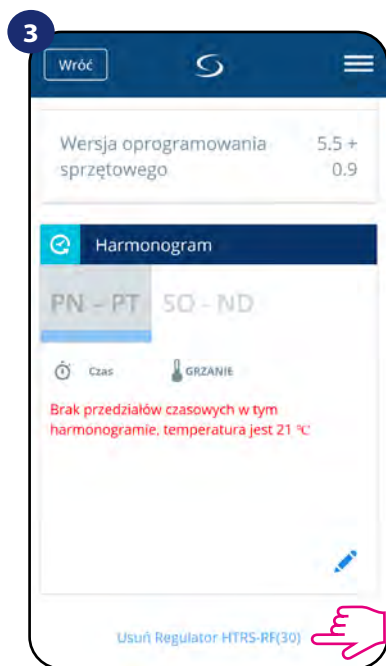 3
Wróć
Wersja oprogramowania 5.5 +
sprzętowego 0.9
Harmonogram
PN - PT SO - ND
Czas GRZANIE
Brak przedziałów czasowych w tym
harmonogramie, temperatura jest 21 °C
Usuń Regulator HTRS-RF(30)